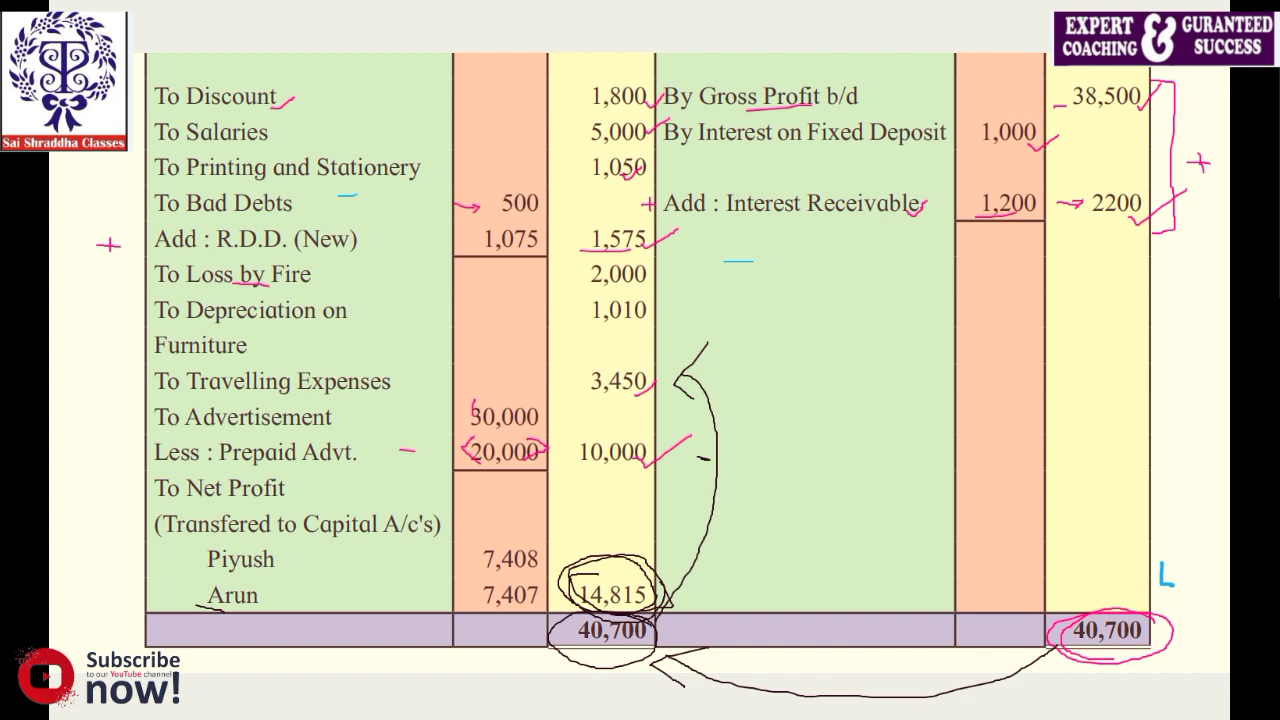 EXPERT & GURANTEED
COACHING SUCCESS
Sai Shraddha Classes
To Discount 1,800 By Gross Profit b/d 38,500
To Salaries 5,000 By Interest on Fixed Deposit 1,000
To Printing and Stationery 1,050
To Bad Debts 500 + Add : Interest Receivable 1,200 2200 +
+ Add : R.D.D. (New) 1,075 1,575
To Loss by Fire 2,000
To Depreciation on 1,010
Furniture
To Travelling Expenses 3,450
To Advertisement 30,000
Less : Prepaid Advt. 20,000 10,000
To Net Profit
(Transfered to Capital A/c's)
Piyush 7,408
Arun 7,407 14,815
L
40,700 40,700
Subscribe
to our YouTube channel
now!